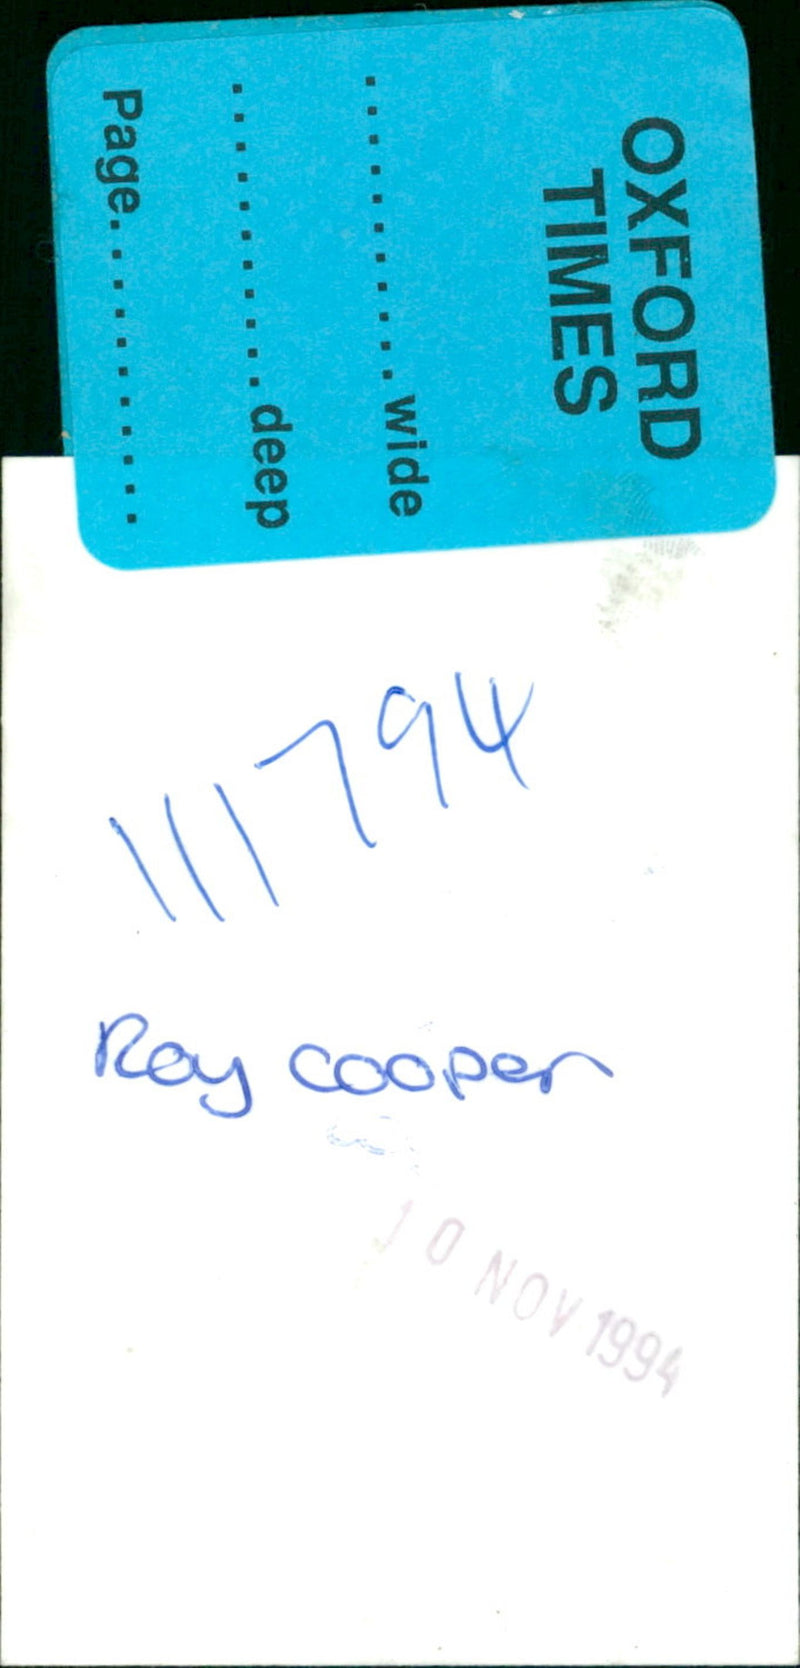 OXFORD
TIMES
..............wide
..............deep
Page..............
111794
Ray cooper
10 NOV 1994